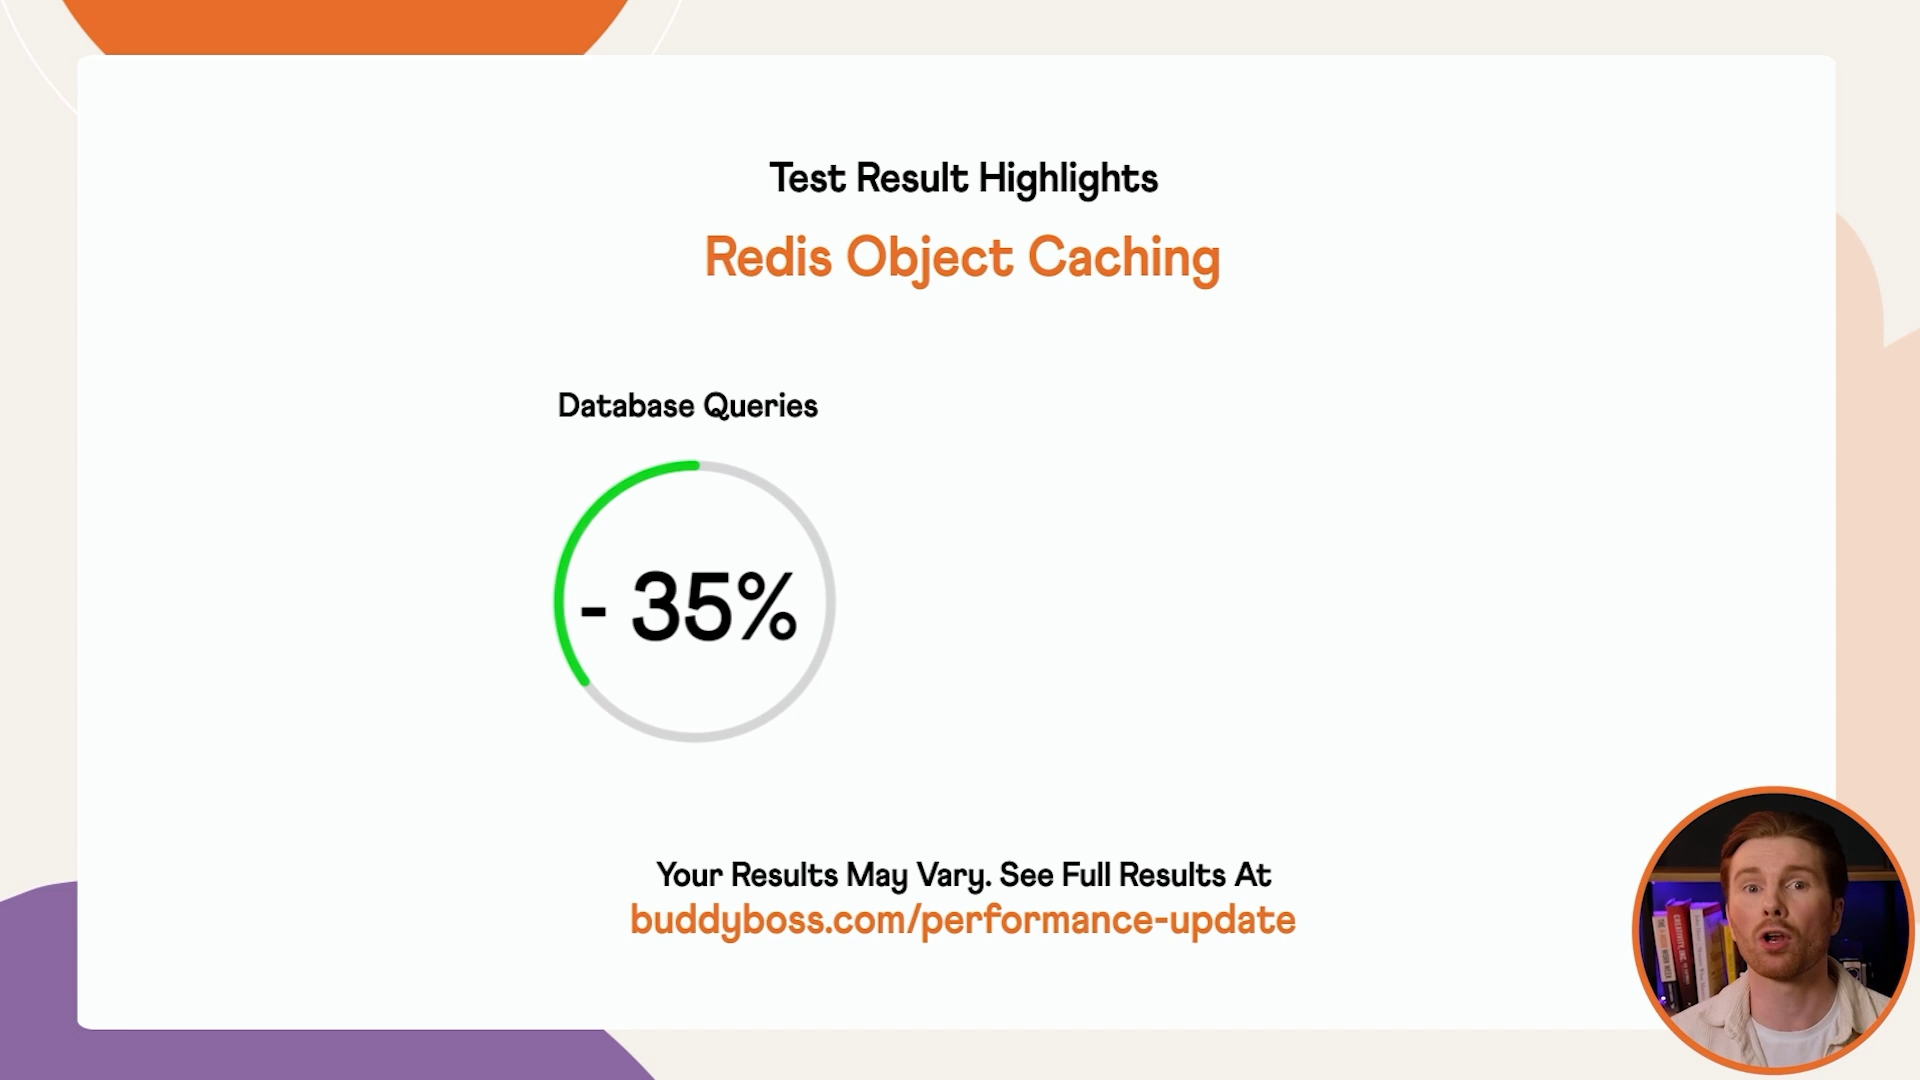 Test Result Highlights
Redis Object Caching
Database Queries
- 35%
Your Results May Vary. See Full Results At
buddyboss.com/performance-update